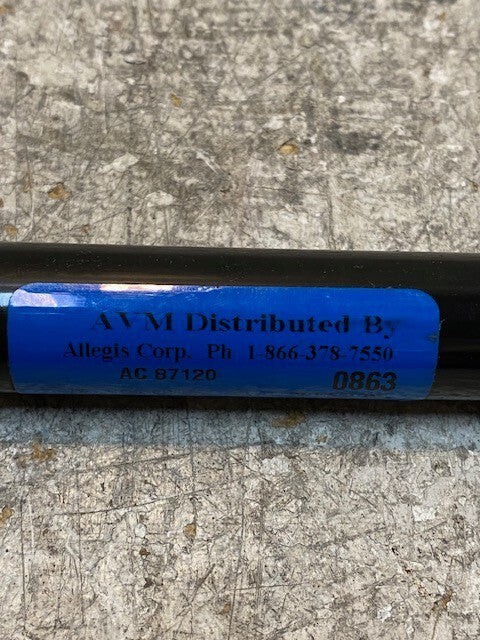 AVM Distributed By
Allegis Corp. Ph 1-866-378-7550
AC 87120 0863